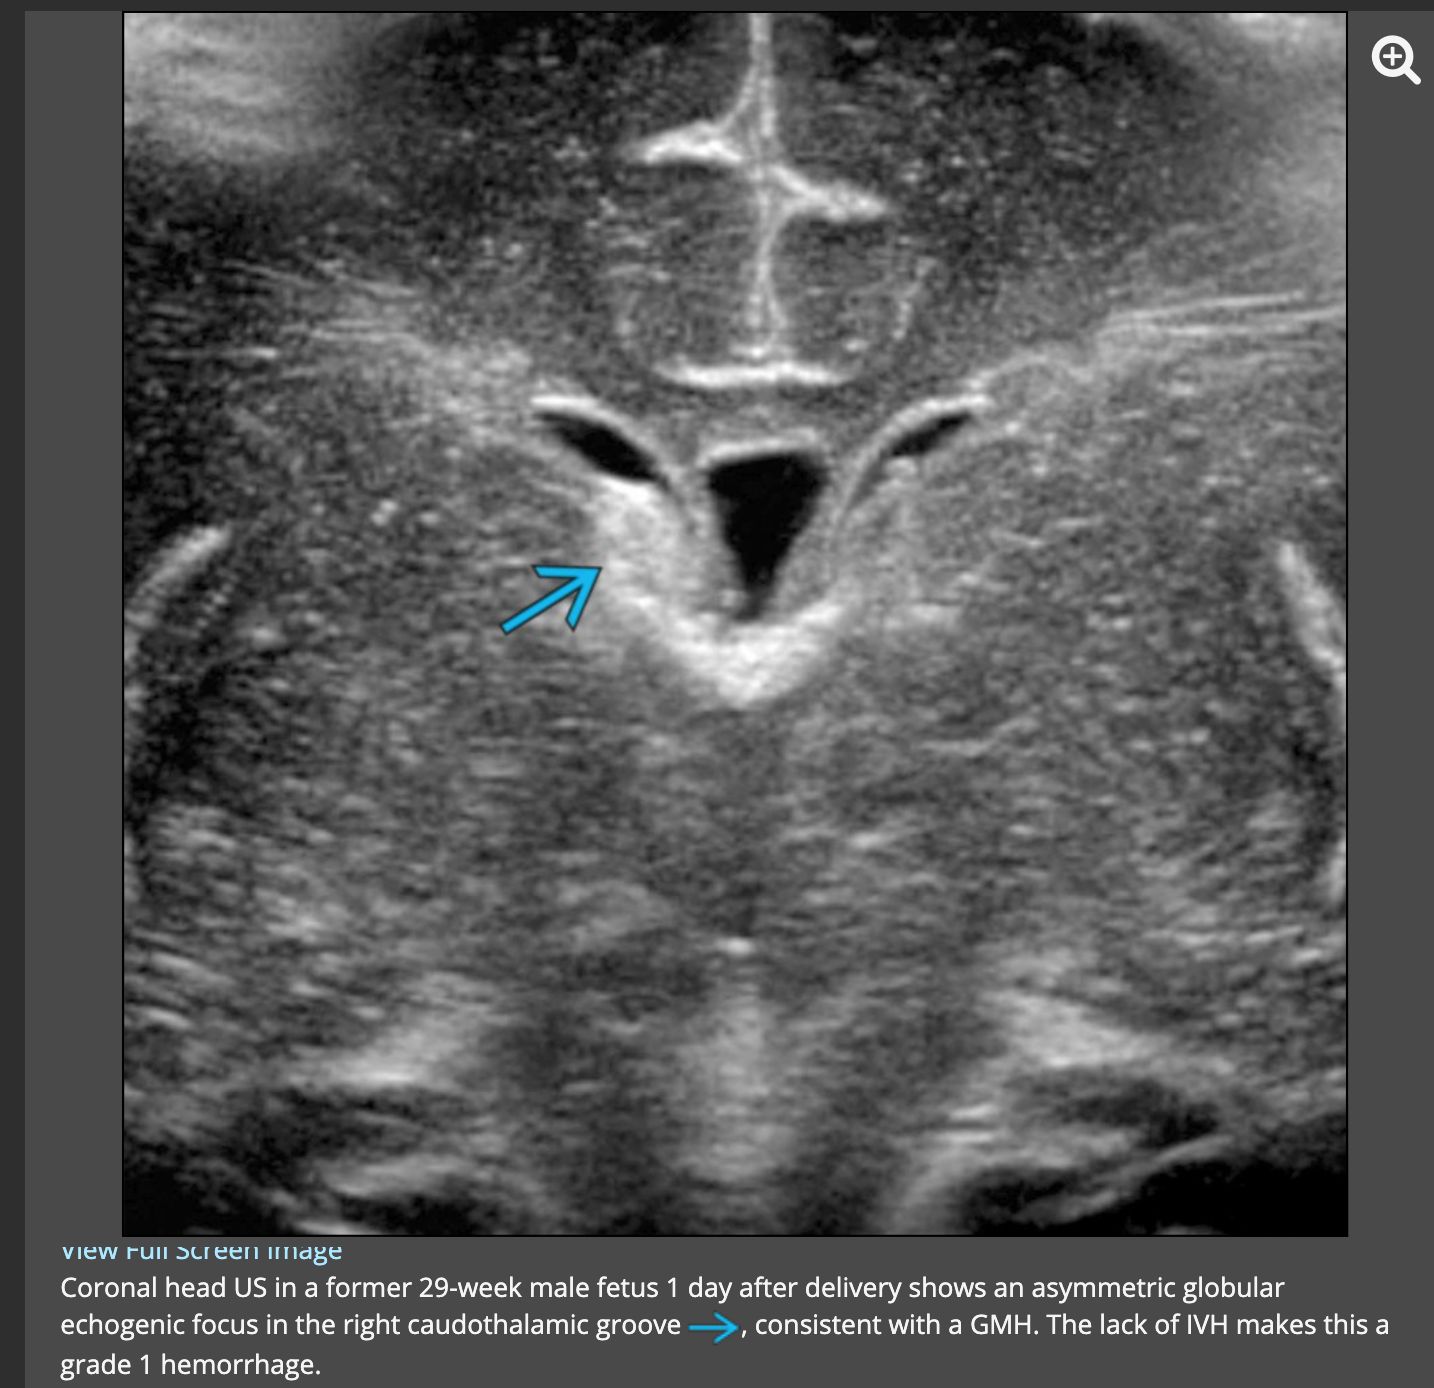 View Full Screen Image
Coronal head US in a former 29-week male fetus 1 day after delivery shows an asymmetric globular
echogenic focus in the right caudothalamic groove , consistent with a GMH. The lack of IVH makes this a
grade 1 hemorrhage.